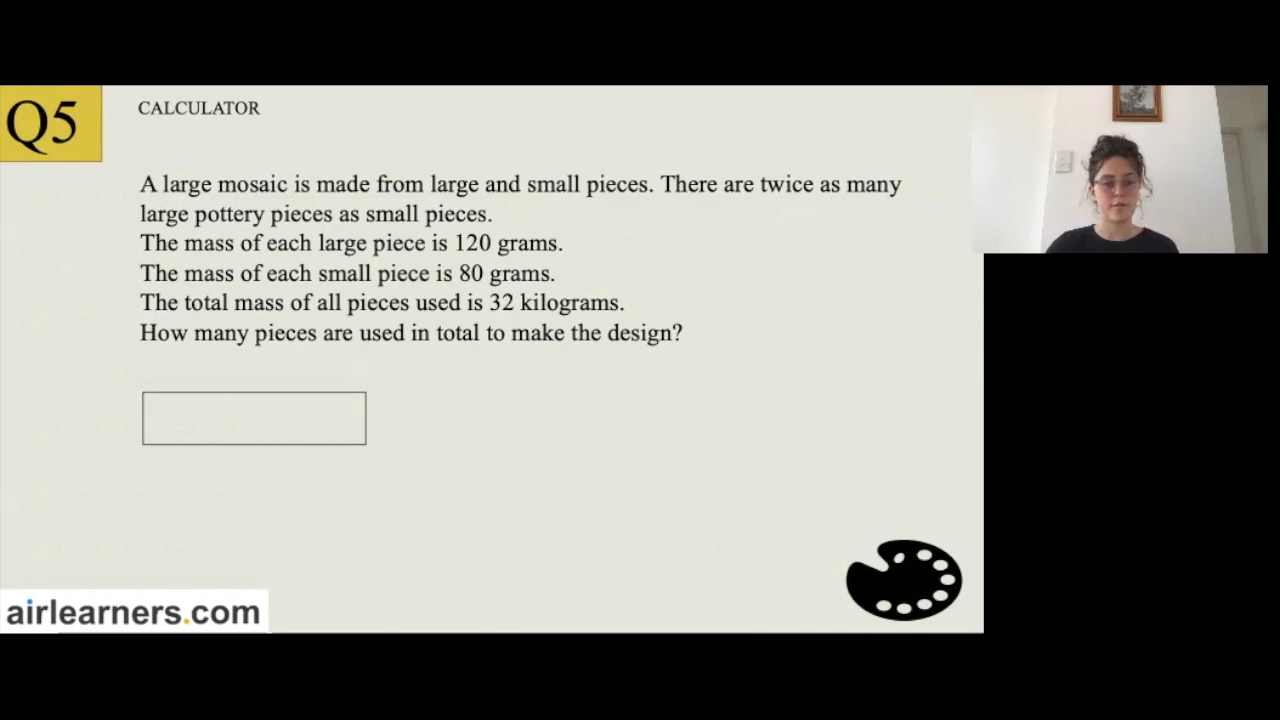 Q5
CALCULATOR
A large mosaic is made from large and small pieces. There are twice as many
large pottery pieces as small pieces.
The mass of each large piece is 120 grams.
The mass of each small piece is 80 grams.
The total mass of all pieces used is 32 kilograms.
How many pieces are used in total to make the design?
airlearners.com